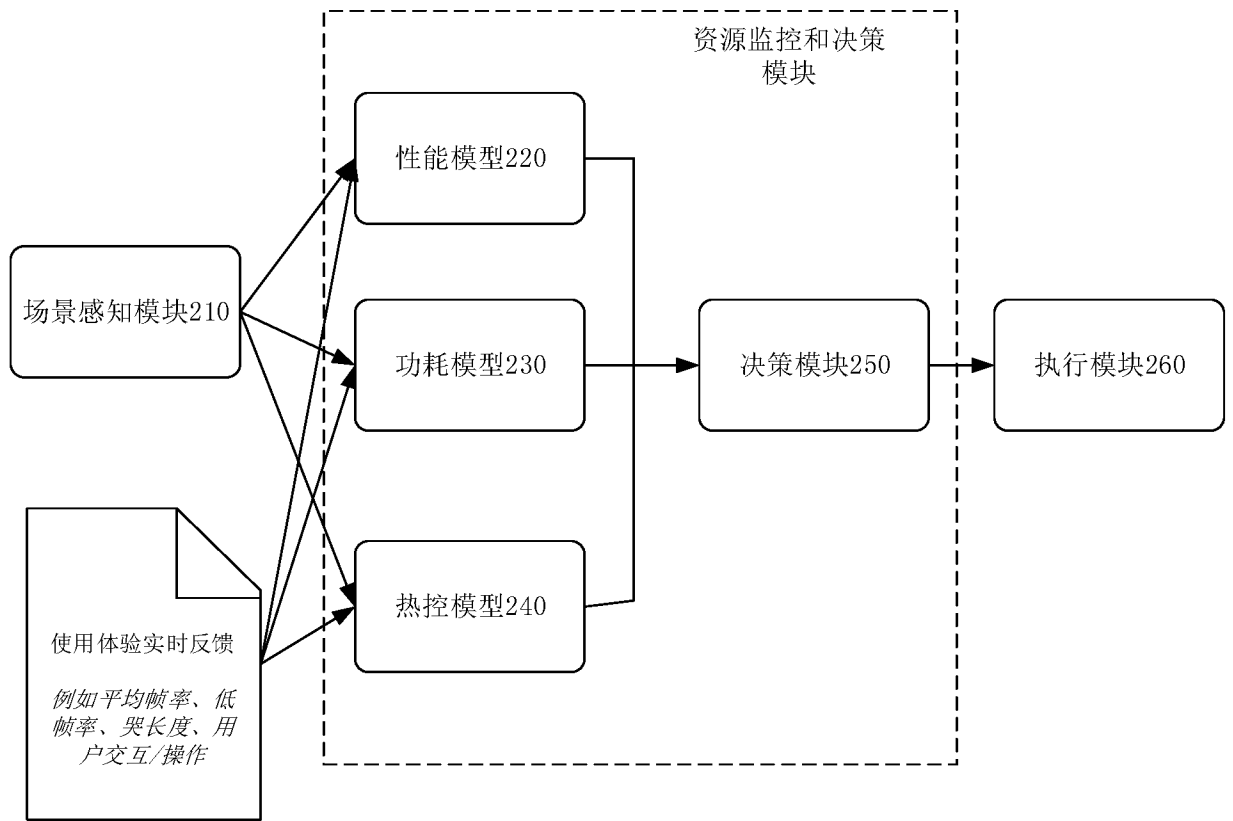 资源监控和决策
模块
性能模型220
场景感知模块210
功耗模型230
决策模块250
执行模块260
热控模型240
使用体验实时反馈
例如平均帧率、低
帧率、哭长度、用
户交互/操作